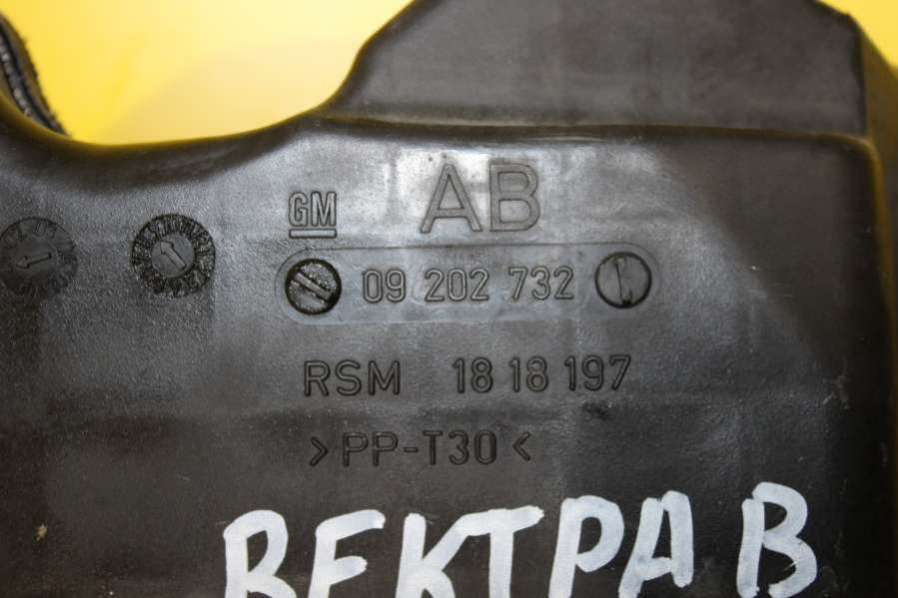 AB
GM
09 202 732
RSM 18 18 197
>PP-T30<
ВЕКТРА В